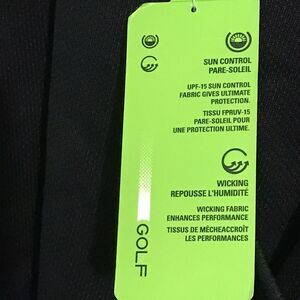 SUN CONTROL
PARE-SOLEIL
UPF-15 SUN CONTROL
FABRIC GIVES ULTIMATE
PROTECTION.
TISSU FPRUV-15
PARE-SOLEIL POUR
UNE PROTECTION ULTIME.
WICKING
REPOUSSE L'HUMIDITÉ
WICKING FABRIC
ENHANCES PERFORMANCE
TISSUS DE MÈCHEACCROÎT
LES PERFORMANCES
GOLF